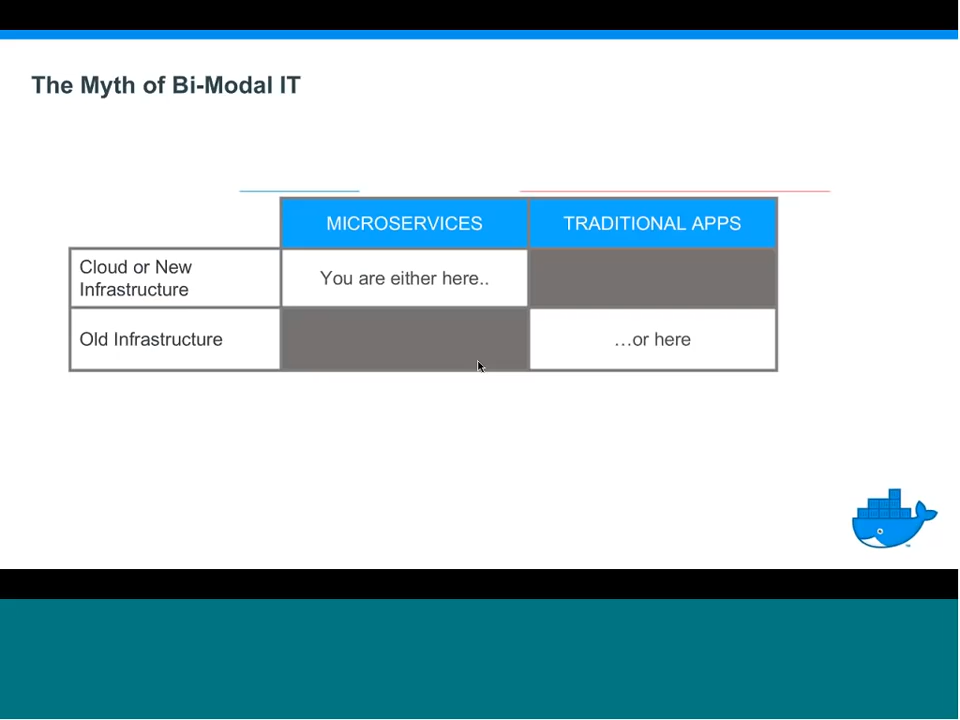 The Myth of Bi-Modal IT
MICROSERVICES
TRADITIONAL APPS
Cloud or New
Infrastructure
You are either here..
Old Infrastructure
…or here